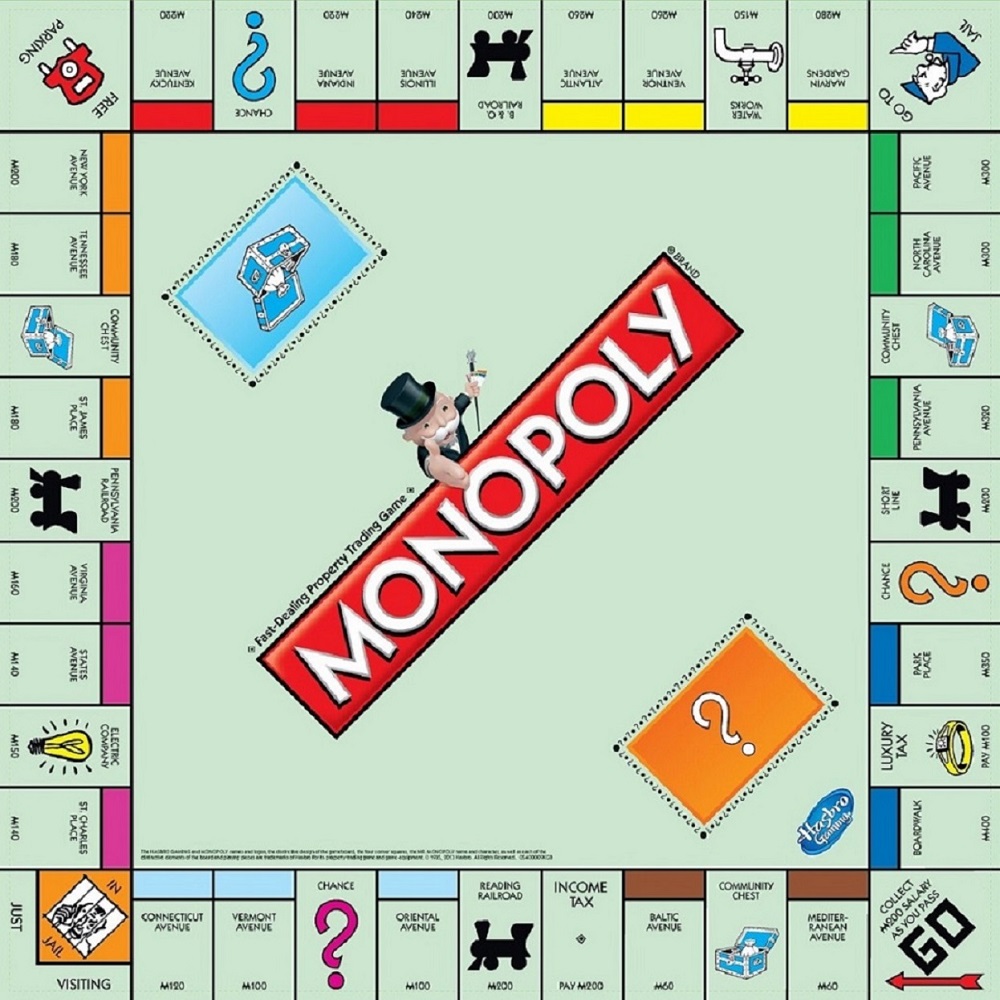 FREE
PARKING
KENTUCKY
AVENUE
M220
CHANCE
INDIANA
AVENUE
M220
ILLINOIS
AVENUE
M240
B. & O.
RAILROAD
M200
ATLANTIC
AVENUE
M260
VENTNOR
AVENUE
M260
WATER
WORKS
M150
MARVIN
GARDENS
M280
GO TO
JAIL
NEW YORK
AVENUE
M200
TENNESSEE
AVENUE
M180
COMMUNITY
CHEST
ST. JAMES
PLACE
M180
PENNSYLVANIA
RAILROAD
M200
VIRGINIA
AVENUE
M160
STATES
AVENUE
M140
ELECTRIC
COMPANY
M150
ST. CHARLES
PLACE
M140
PACIFIC
AVENUE
M300
NORTH
CAROLINA
AVENUE
M300
COMMUNITY
CHEST
PENNSYLVANIA
AVENUE
M320
SHORT
LINE
M200
CHANCE
PARK
PLACE
M350
LUXURY
TAX
PAY M100
BOARDWALK
M400
® BRAND
MONOPOLY
Fast-Dealing Property Trading Game
?
Hasbro
Gaming
JUST
VISITING
IN
JAIL
CONNECTICUT
AVENUE
M120
VERMONT
AVENUE
M100
CHANCE
?
ORIENTAL
AVENUE
M100
READING
RAILROAD
M200
INCOME
TAX
PAY M200
BALTIC
AVENUE
M60
COMMUNITY
CHEST
MEDITER-
RANEAN
AVENUE
M60
COLLECT
M200 SALARY
AS YOU PASS
GO